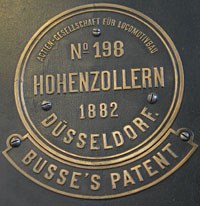 ACTIEN-GESELLSCHAFT FÜR LOCOMOTIVBAU
No 198
HOHENZOLLERN
1882
DÜSSELDORF.
BUSSE'S PATENT